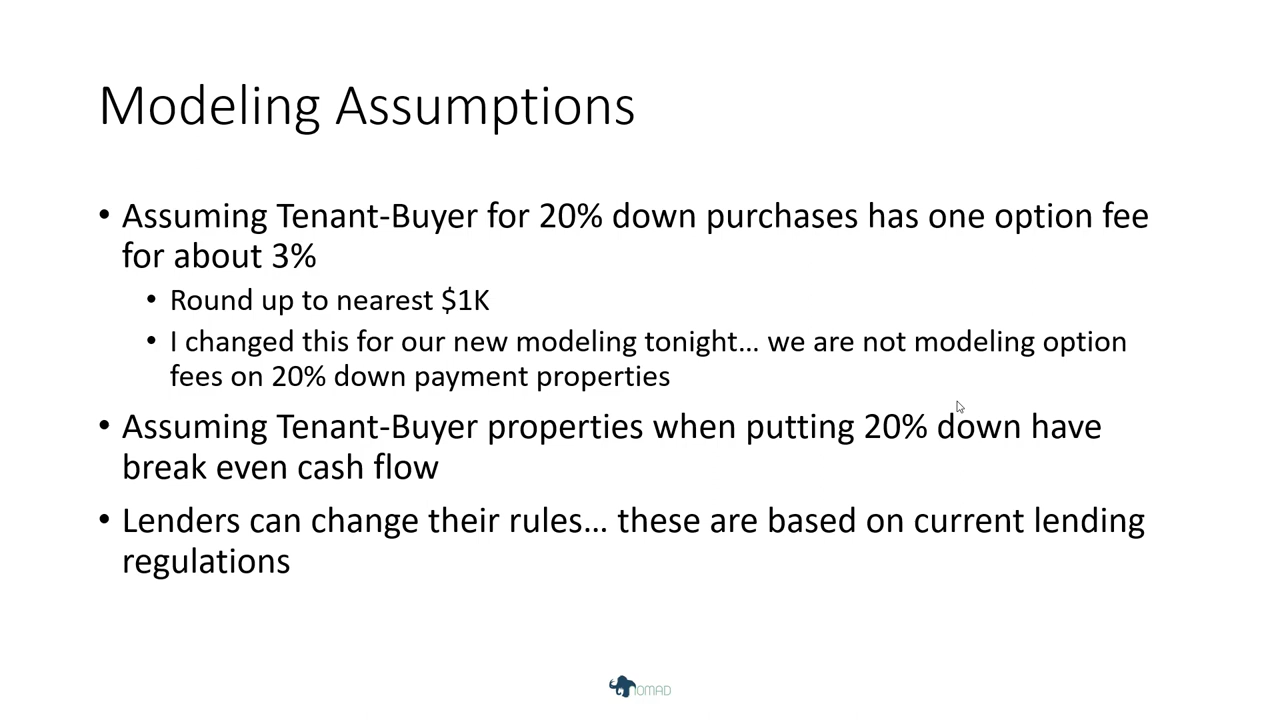 Modeling Assumptions
• Assuming Tenant-Buyer for 20% down purchases has one option fee
for about 3%
• Round up to nearest $1K
• I changed this for our new modeling tonight... we are not modeling option
fees on 20% down payment properties
• Assuming Tenant-Buyer properties when putting 20% down have
break even cash flow
• Lenders can change their rules... these are based on current lending
regulations
NOMAD